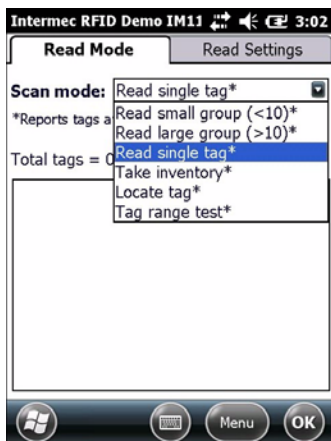 Intermec RFID Demo IM11 3:02
Read Mode Read Settings
Scan mode: Read single tag*
*Reports tags a
Read small group (<10)*
Read large group (>10)*
Total tags = 0
Read single tag*
Take inventory*
Locate tag*
Tag range test*
Menu OK